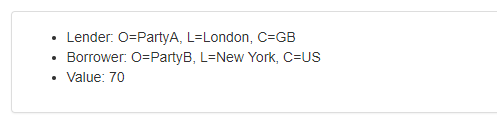 Lender: O=PartyA, L=London, C=GB
Borrower: O=PartyB, L=New York, C=US
Value: 70